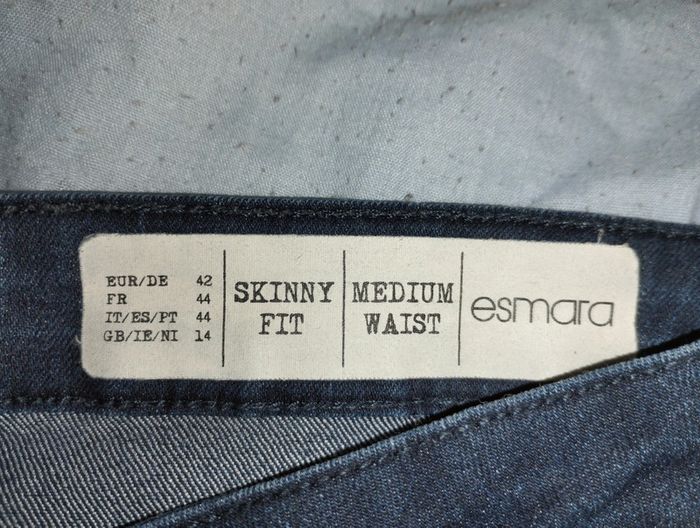 EUR/DE 42
FR 44
IT/ES/PT 44
GB/IE/NI 14
SKINNY
FIT
MEDIUM
WAIST
esmara